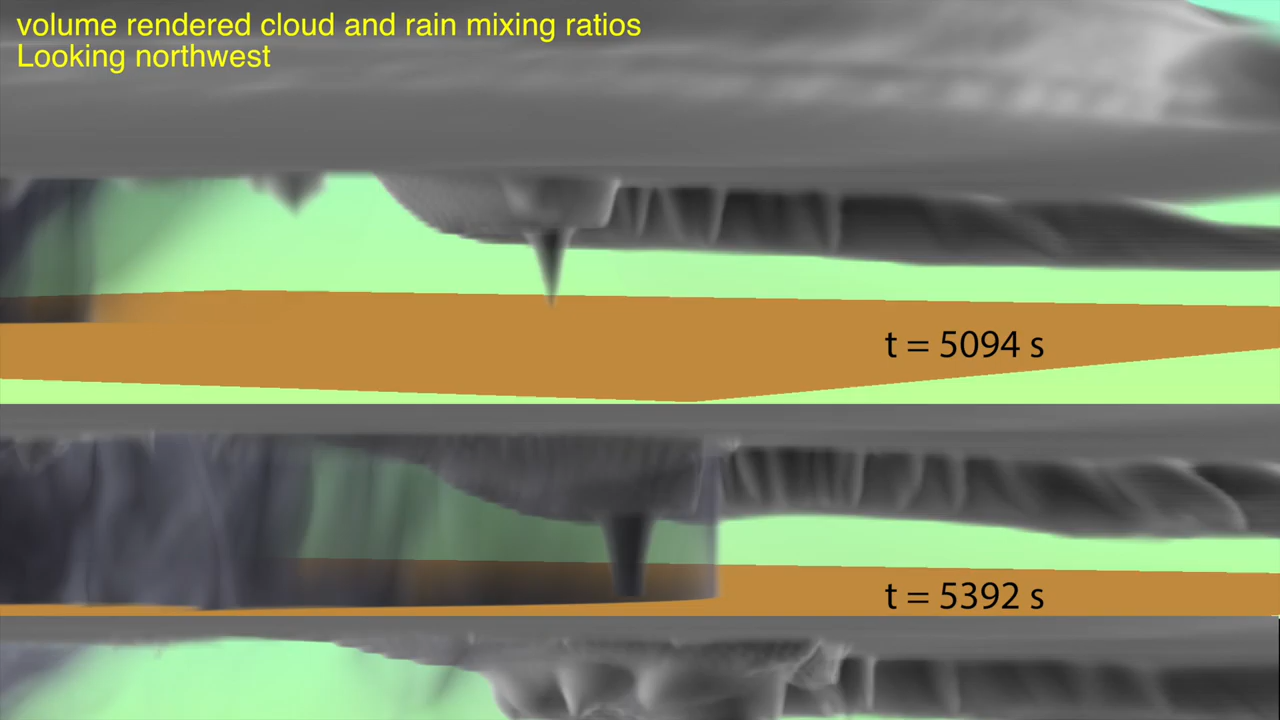 volume rendered cloud and rain mixing ratios
Looking northwest
t = 5094 s
t = 5392 s